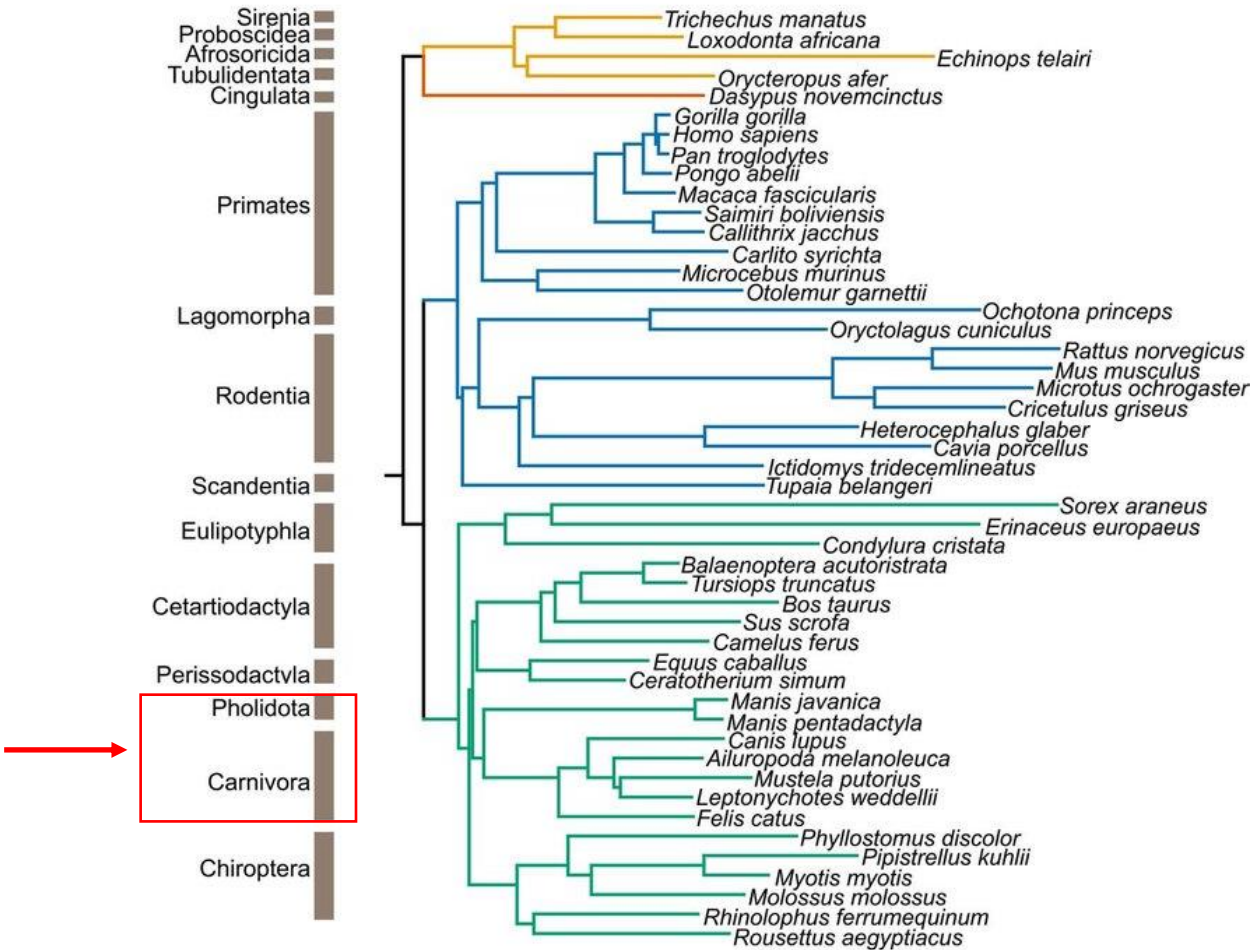 Sirenia
Proboscidea
Afrosoricida
Tubulidentata
Cingulata
Primates
Lagomorpha
Rodentia
Scandentia
Eulipotyphla
Cetartiodactyla
Perissodactvla
Pholidota
Carnivora
Chiroptera
Trichechus manatus
Loxodonta africana
Echinops telairi
Orycteropus afer
Dasypus novemcinctus
Gorilla gorilla
Homo sapiens
Pan troglodytes
Pongo abelii
Macaca fascicularis
Saimiri boliviensis
Callithrix jacchus
Carlito syrichta
Microcebus murinus
Otolemur garnettii
Ochotona princeps
Oryctolagus cuniculus
Rattus norvegicus
Mus musculus
Microtus ochrogaster
Cricetulus griseus
Heterocephalus glaber
Cavia porcellus
Ictidomys tridecemlineatus
Tupaia belangeri
Sorex araneus
Erinaceus europaeus
Condylura cristata
Balaenoptera acutoristrata
Tursiops truncatus
Bos taurus
Sus scrofa
Camelus ferus
Equus caballus
Ceratotherium simum
Manis javanica
Manis pentadactyla
Canis lupus
Ailuropoda melanoleuca
Mustela putorius
Leptonychotes weddellii
Felis catus
Phyllostomus discolor
Pipistrellus kuhlii
Myotis myotis
Molossus molossus
Rhinolophus ferrumequinum
Rousettus aegyptiacus